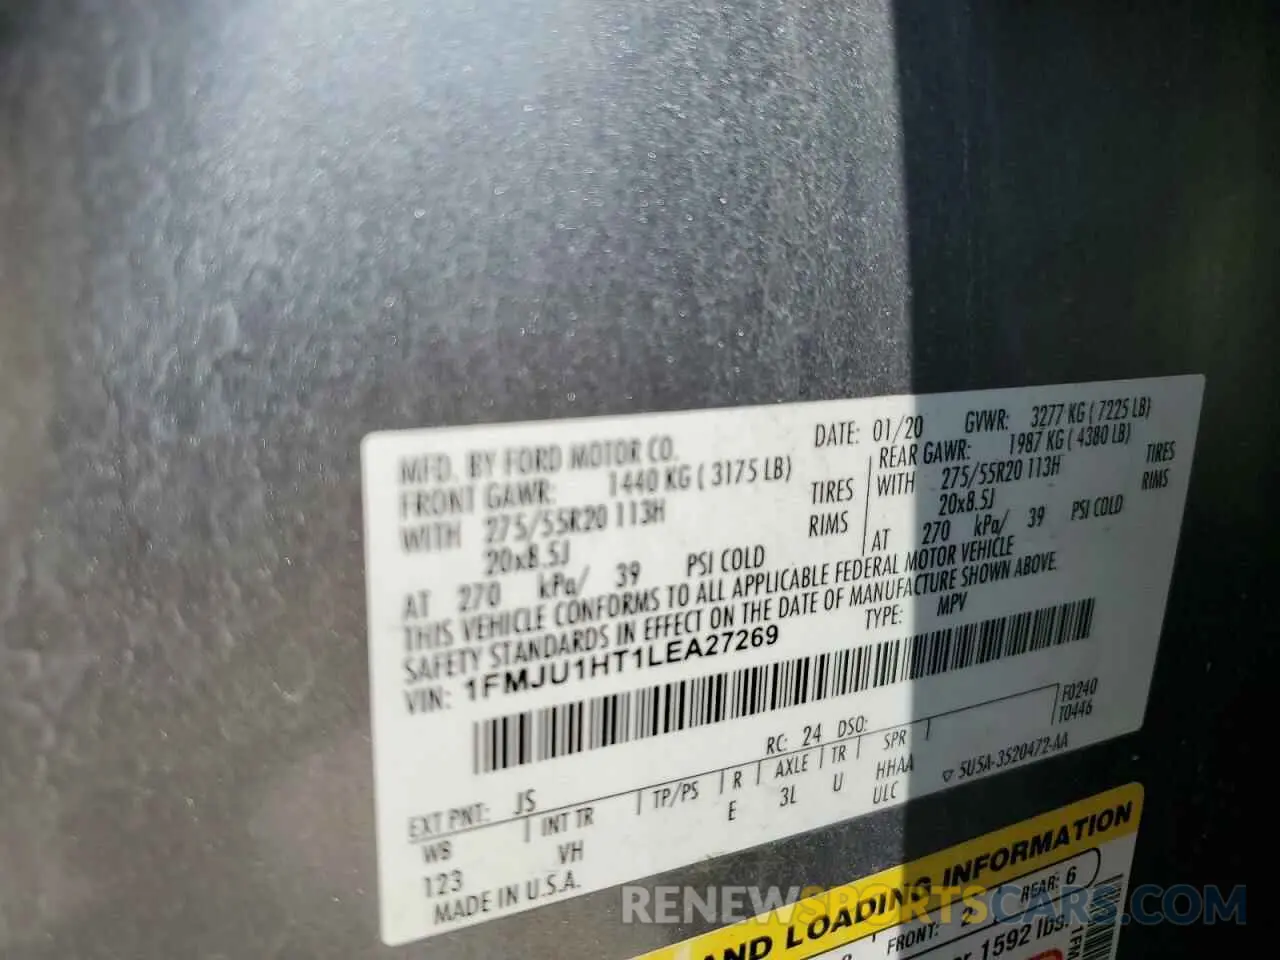 MFD. BY FORD MOTOR CO. DATE: 01/20 GVWR: 3277 KG ( 7225 LB)
FRONT GAWR: 1440 KG ( 3175 LB) REAR GAWR: 1987 KG ( 4380 LB)
WITH 275/55R20 113H TIRES WITH 275/55R20 113H TIRES
20x8.5J RIMS 20x8.5J RIMS
AT 270 kPa/ 39 PSI COLD AT 270 kPa/ 39 PSI COLD
THIS VEHICLE CONFORMS TO ALL APPLICABLE FEDERAL MOTOR VEHICLE
SAFETY STANDARDS IN EFFECT ON THE DATE OF MANUFACTURE SHOWN ABOVE.
VIN: 1FMJU1HT1LEA27269 TYPE: MPV
F0240
T0446
EXT PNT: JS RC: 24 DSO:
WB INT TR TP/PS R AXLE TR SPR
123 VH E 3L U HHAA
ULC
MADE IN U.S.A. 5U5A-3520472-AA
AND LOADING INFORMATION
FRONT: 2 REAR: 6
1592 lbs.
1FM
RENEWSPORTSCARS.COM